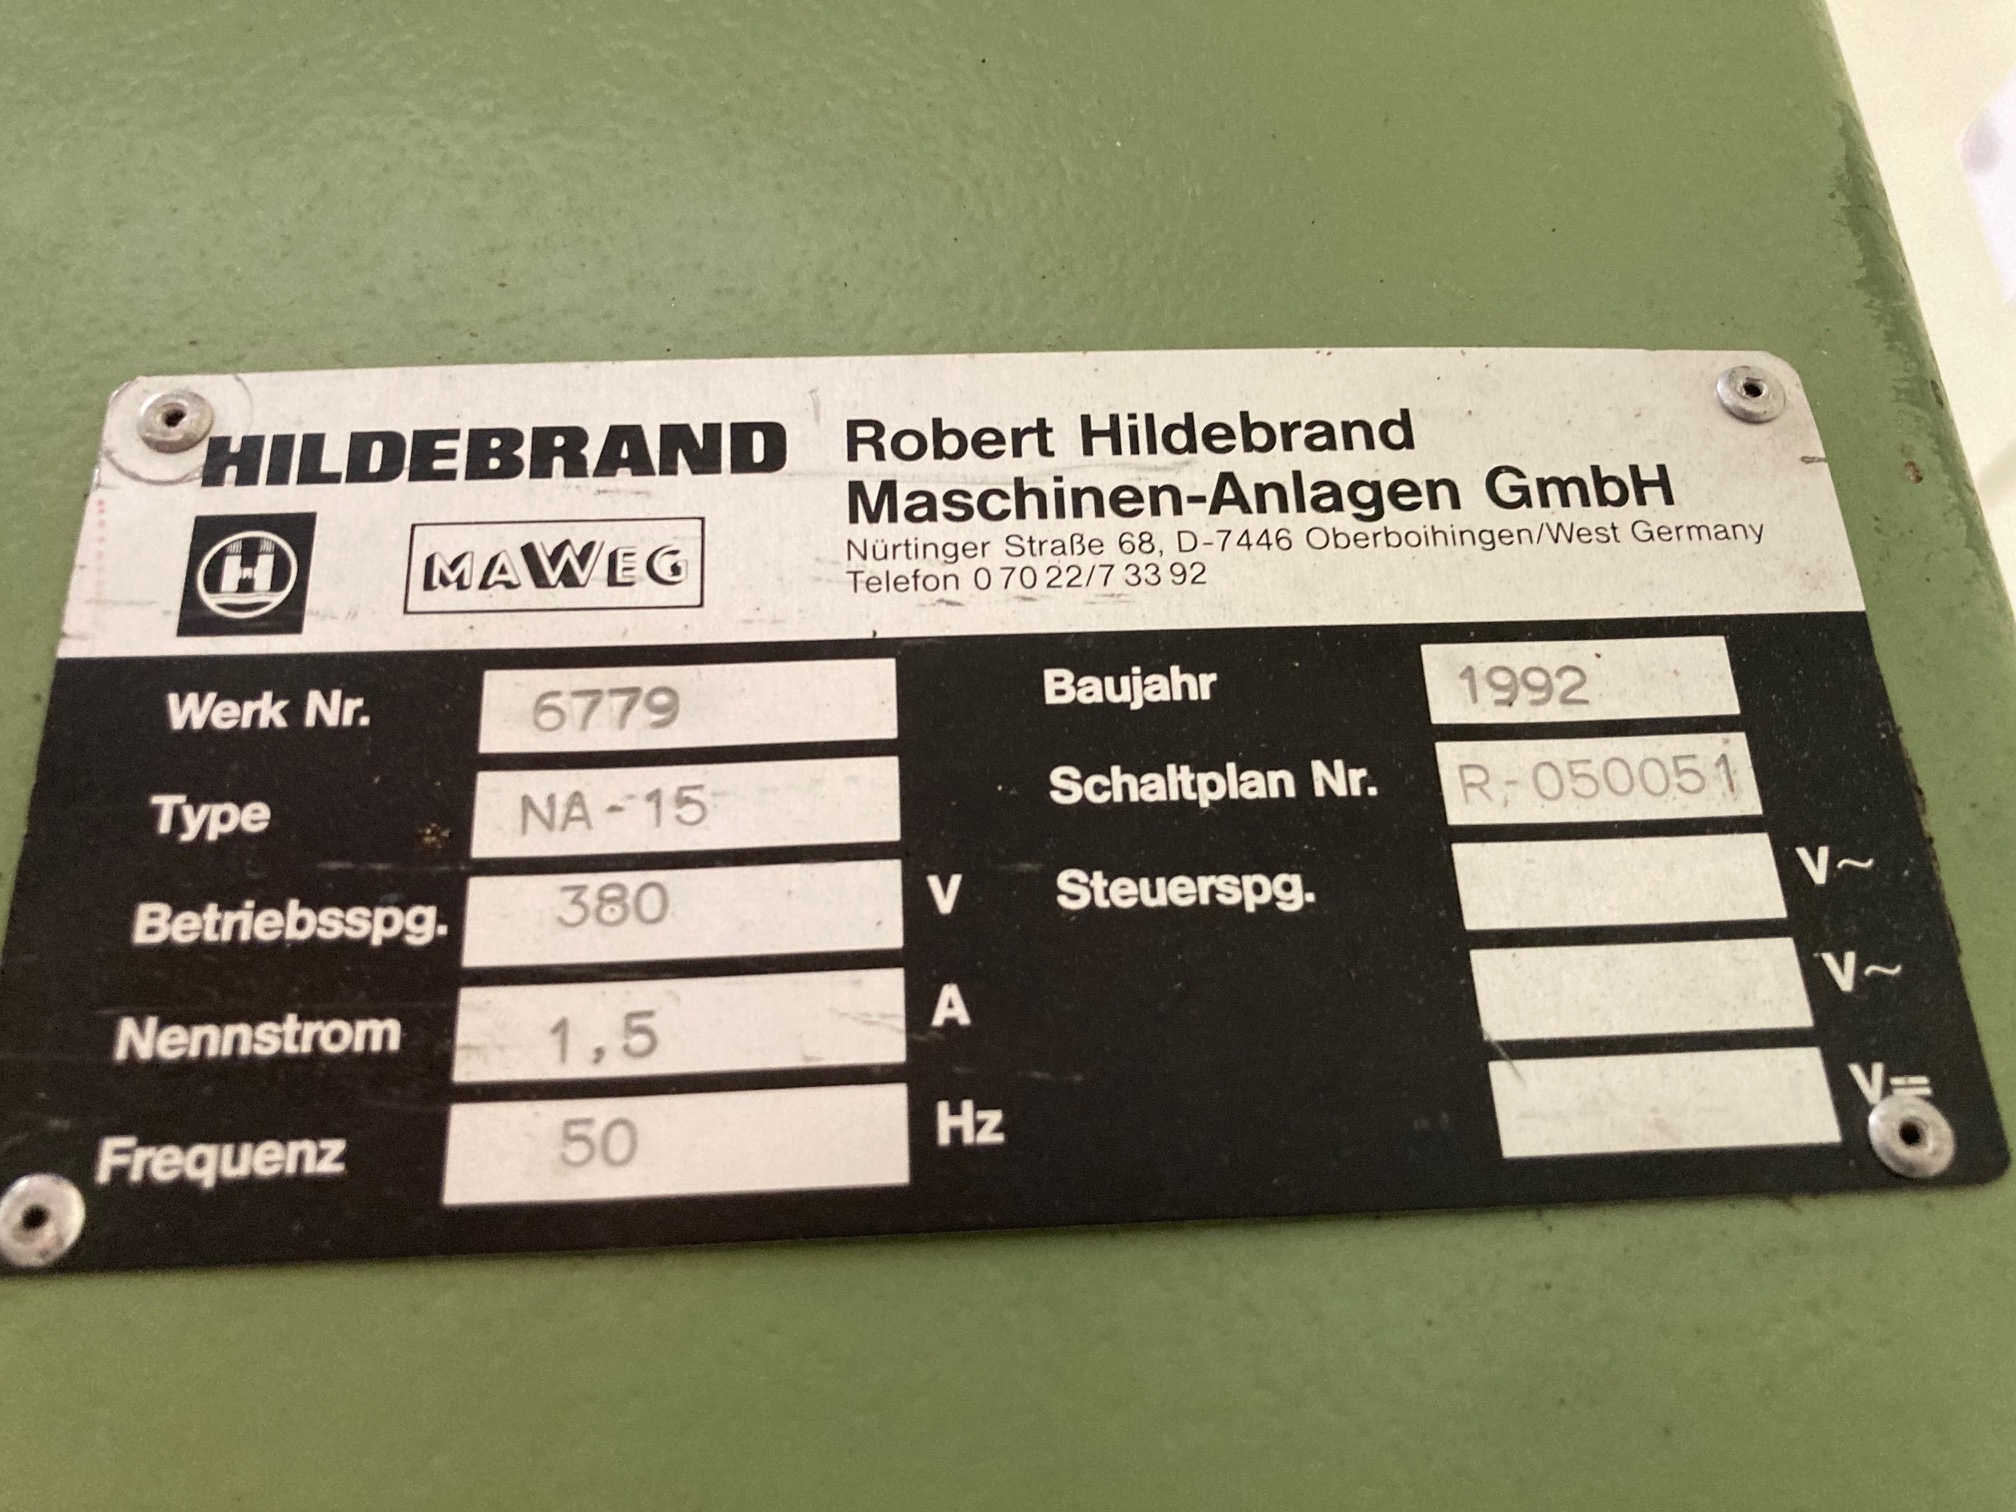 HILDEBRAND
H
MAWEG
Robert Hildebrand
Maschinen-Anlagen GmbH
Nürtinger Straße 68, D-7446 Oberboihingen/West Germany
Telefon 0 70 22/7 33 92
Werk Nr. 6779
Type NA-15
Betriebsspg. 380 V
Nennstrom 1,5 A
Frequenz 50 Hz
Baujahr 1992
Schaltplan Nr. R-050051
Steuerspg. V~
V~
V=